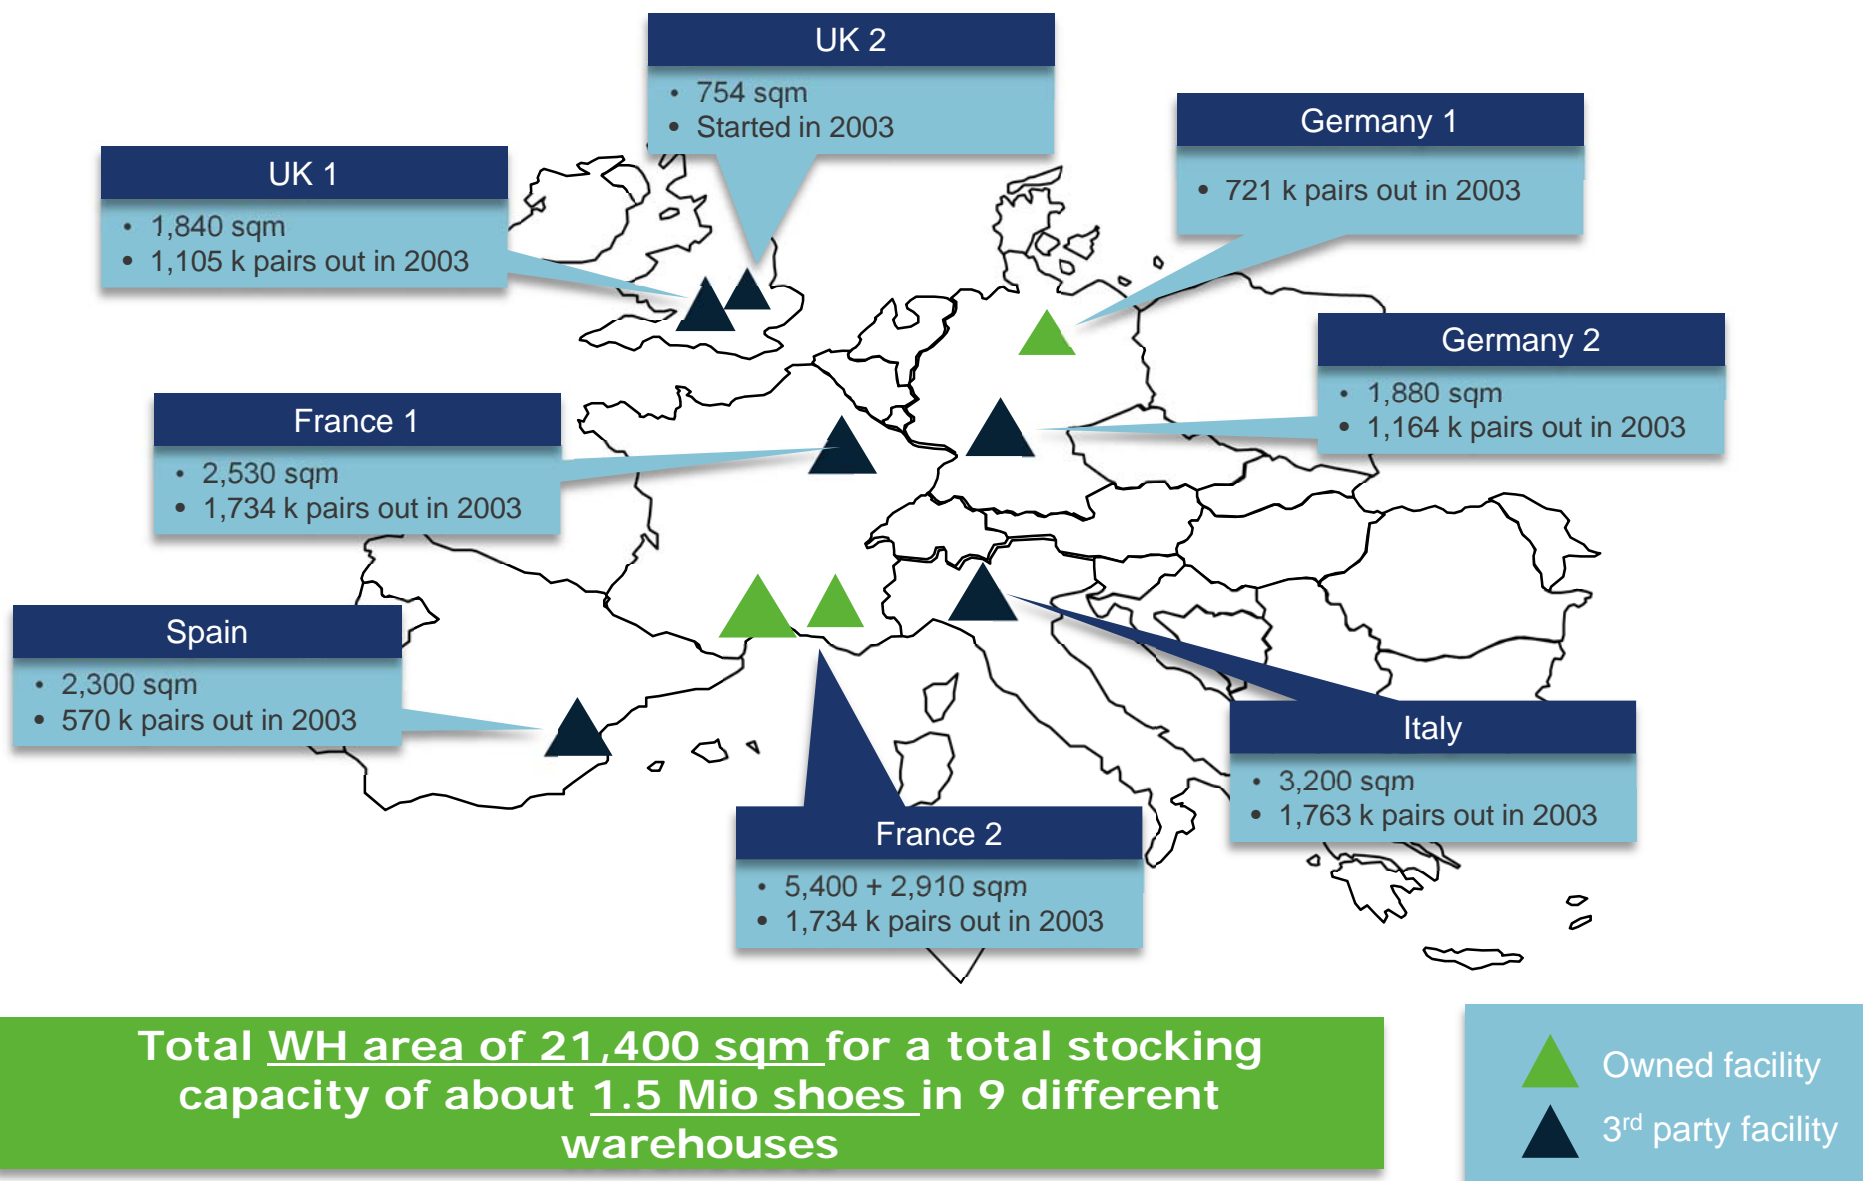 UK 2
• 754 sqm
• Started in 2003
Germany 1
• 721 k pairs out in 2003
UK 1
• 1,840 sqm
• 1,105 k pairs out in 2003
Germany 2
• 1,880 sqm
• 1,164 k pairs out in 2003
France 1
• 2,530 sqm
• 1,734 k pairs out in 2003
Spain
• 2,300 sqm
• 570 k pairs out in 2003
Italy
• 3,200 sqm
• 1,763 k pairs out in 2003
France 2
• 5,400 + 2,910 sqm
• 1,734 k pairs out in 2003
Total WH area of 21,400 sqm for a total stocking
capacity of about 1.5 Mio shoes in 9 different
warehouses
Owned facility
3rd party facility